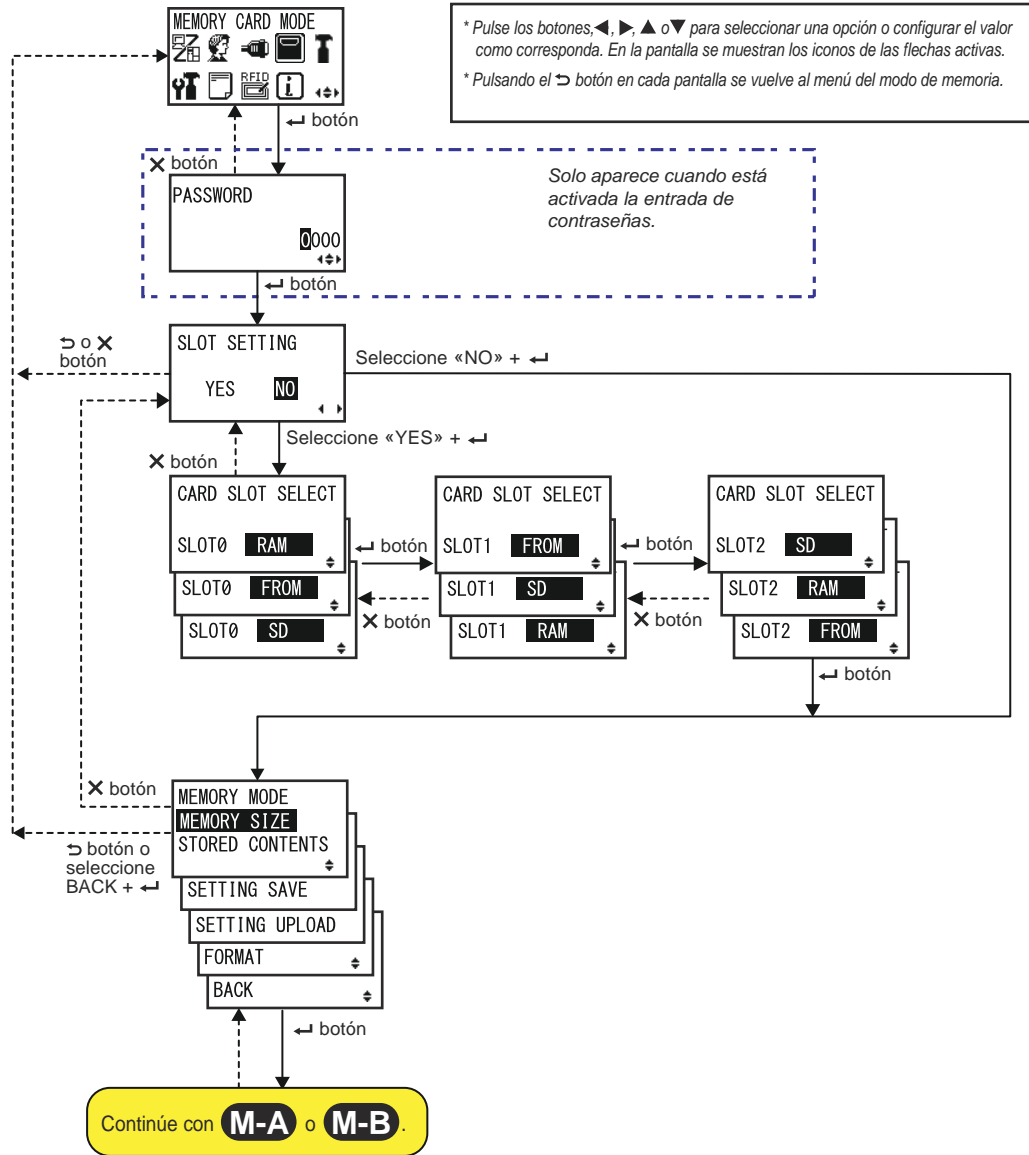 MEMORY CARD MODE
RFID
i
* Pulse los botones,◀, ▶, ▲ o▼ para seleccionar una opción o configurar el valor
como corresponda. En la pantalla se muestran los iconos de las flechas activas.
* Pulsando el ⮌ botón en cada pantalla se vuelve al menú del modo de memoria.
↵ botón
✕ botón
PASSWORD
0000
Solo aparece cuando está
activada la entrada de
contraseñas.
↵ botón
⮌ o ✕
botón
SLOT SETTING
YES NO
Seleccione «NO» + ↵
Seleccione «YES» + ↵
✕ botón
CARD SLOT SELECT
SLOT0 RAM
SLOT0 FROM
SLOT0 SD
↵ botón
✕ botón
CARD SLOT SELECT
SLOT1 FROM
SLOT1 SD
SLOT1 RAM
↵ botón
✕ botón
CARD SLOT SELECT
SLOT2 SD
SLOT2 RAM
SLOT2 FROM
↵ botón
✕ botón
⮌ botón o
seleccione
BACK + ↵
MEMORY MODE
MEMORY SIZE
STORED CONTENTS
SETTING SAVE
SETTING UPLOAD
FORMAT
BACK
↵ botón
Continúe con M-A o M-B.